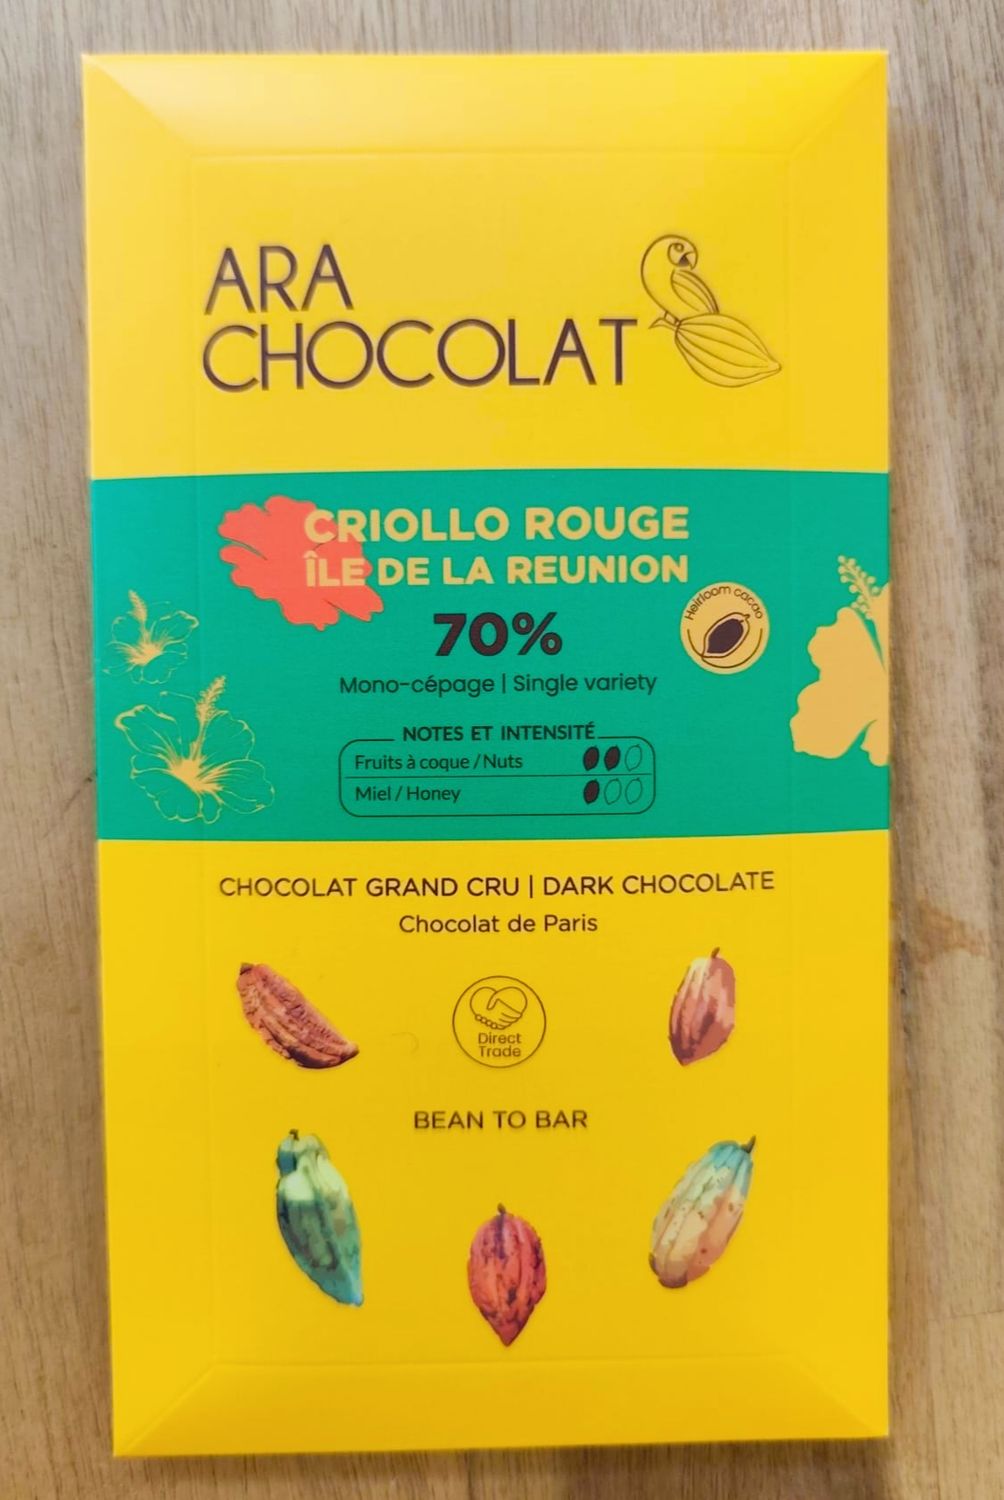 ARA
CHOCOLAT
CRIOLLO ROUGE
ÎLE DE LA REUNION
70%
Heirloom cacao
Mono-cépage | Single variety
NOTES ET INTENSITÉ
Fruits à coque / Nuts
Miel / Honey
CHOCOLAT GRAND CRU | DARK CHOCOLATE
Chocolat de Paris
Direct
Trade
BEAN TO BAR